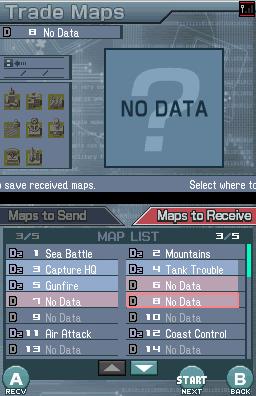 Trade Maps
D 8 No Data
NO DATA
?
o save received maps. Select where to
Maps to Send Maps to Receive
3/5 MAP LIST 3/5
D2 1 Sea Battle D2 2 Mountains
D2 3 Capture HQ D2 4 Tank Trouble
D2 5 Gunfire D 6 No Data
D 7 No Data D 8 No Data
D 9 No Data D 10 No Data
D2 11 Air Attack D2 12 Coast Control
D 13 No Data D 14 No Data
A START B
RECV NEXT BACK